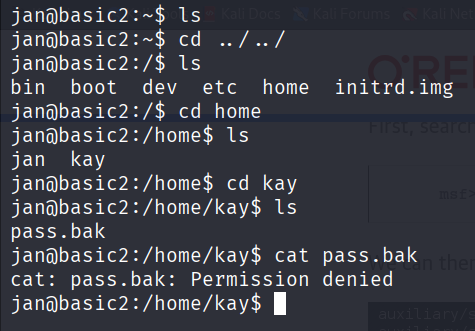 jan@basic2:~$ ls
jan@basic2:~$ cd ../../
jan@basic2:/$ ls
bin boot dev etc home initrd.img
jan@basic2:/$ cd home
jan@basic2:/home$ ls
jan kay
jan@basic2:/home$ cd kay
jan@basic2:/home/kay$ ls
pass.bak
jan@basic2:/home/kay$ cat pass.bak
cat: pass.bak: Permission denied
jan@basic2:/home/kay$